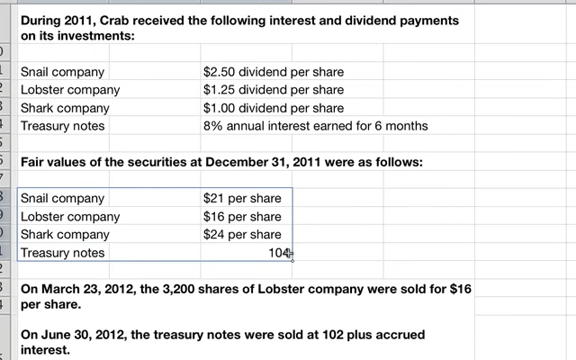 During 2011, Crab received the following interest and dividend payments
on its investments:
Snail company $2.50 dividend per share
Lobster company $1.25 dividend per share
Shark company $1.00 dividend per share
Treasury notes 8% annual interest earned for 6 months
Fair values of the securities at December 31, 2011 were as follows:
Snail company $21 per share
Lobster company $16 per share
Shark company $24 per share
Treasury notes 104
On March 23, 2012, the 3,200 shares of Lobster company were sold for $16
per share.
On June 30, 2012, the treasury notes were sold at 102 plus accrued
interest.